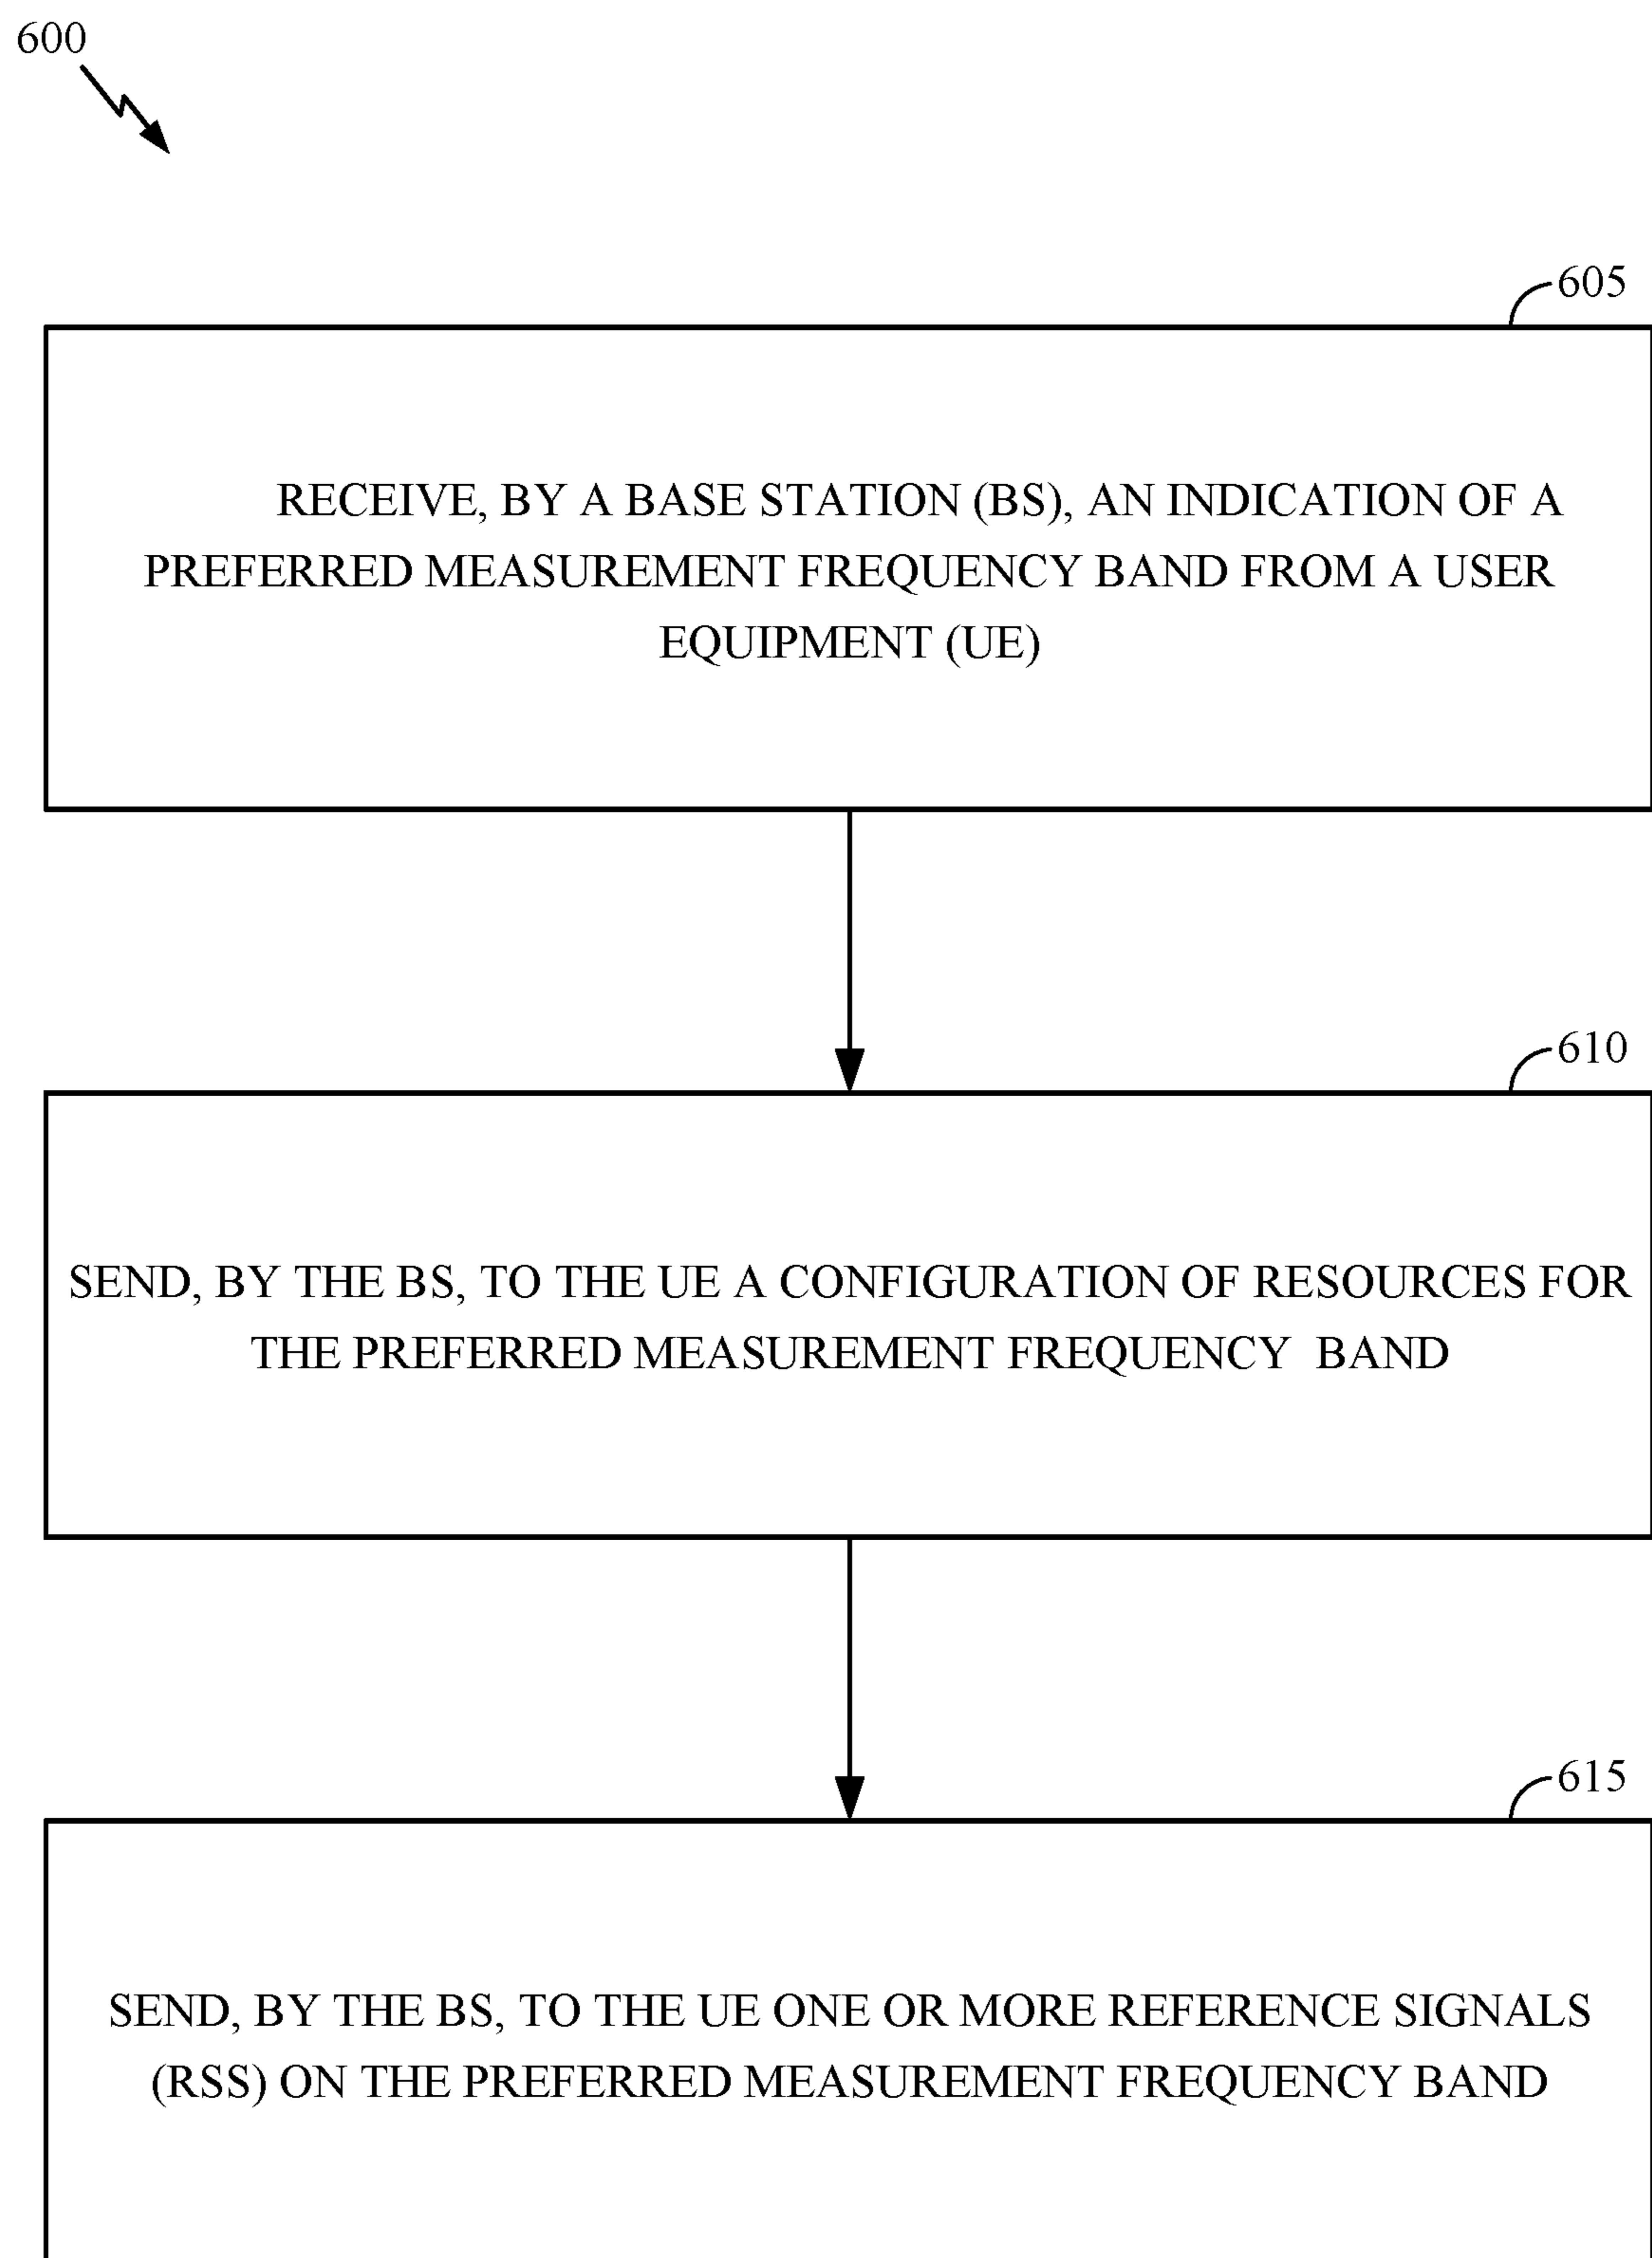 600
605
RECEIVE, BY A BASE STATION (BS), AN INDICATION OF A
PREFERRED MEASUREMENT FREQUENCY BAND FROM A USER
EQUIPMENT (UE)
610
SEND, BY THE BS, TO THE UE A CONFIGURATION OF RESOURCES FOR
THE PREFERRED MEASUREMENT FREQUENCY BAND
615
SEND, BY THE BS, TO THE UE ONE OR MORE REFERENCE SIGNALS
(RSS) ON THE PREFERRED MEASUREMENT FREQUENCY BAND